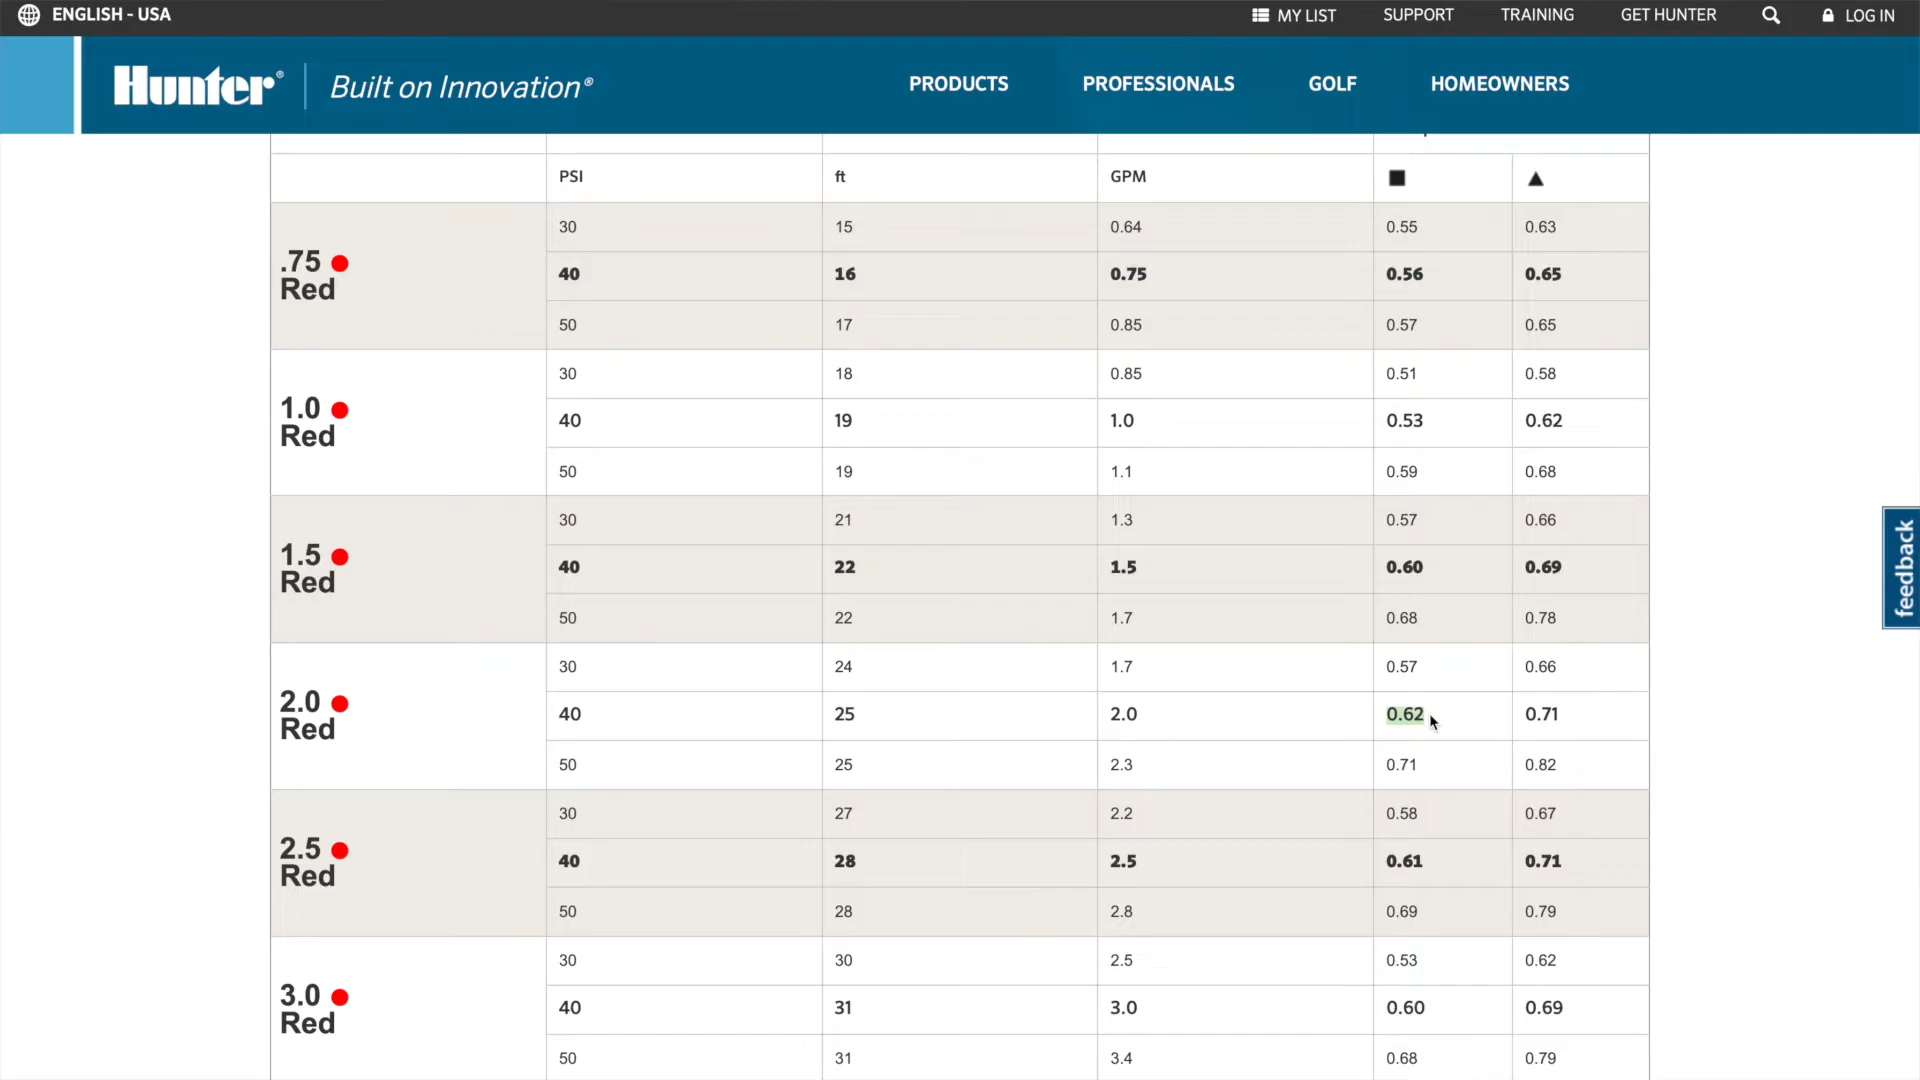 ENGLISH - USA
MY LIST SUPPORT TRAINING GET HUNTER LOG IN
Hunter® Built on Innovation®
PRODUCTS PROFESSIONALS GOLF HOMEOWNERS
PSI ft GPM ■ ▲
.75 Red
30 15 0.64 0.55 0.63
40 16 0.75 0.56 0.65
50 17 0.85 0.57 0.65
1.0 Red
30 18 0.85 0.51 0.58
40 19 1.0 0.53 0.62
50 19 1.1 0.59 0.68
1.5 Red
30 21 1.3 0.57 0.66
40 22 1.5 0.60 0.69
50 22 1.7 0.68 0.78
2.0 Red
30 24 1.7 0.57 0.66
40 25 2.0 0.62 0.71
50 25 2.3 0.71 0.82
2.5 Red
30 27 2.2 0.58 0.67
40 28 2.5 0.61 0.71
50 28 2.8 0.69 0.79
3.0 Red
30 30 2.5 0.53 0.62
40 31 3.0 0.60 0.69
50 31 3.4 0.68 0.79
feedback